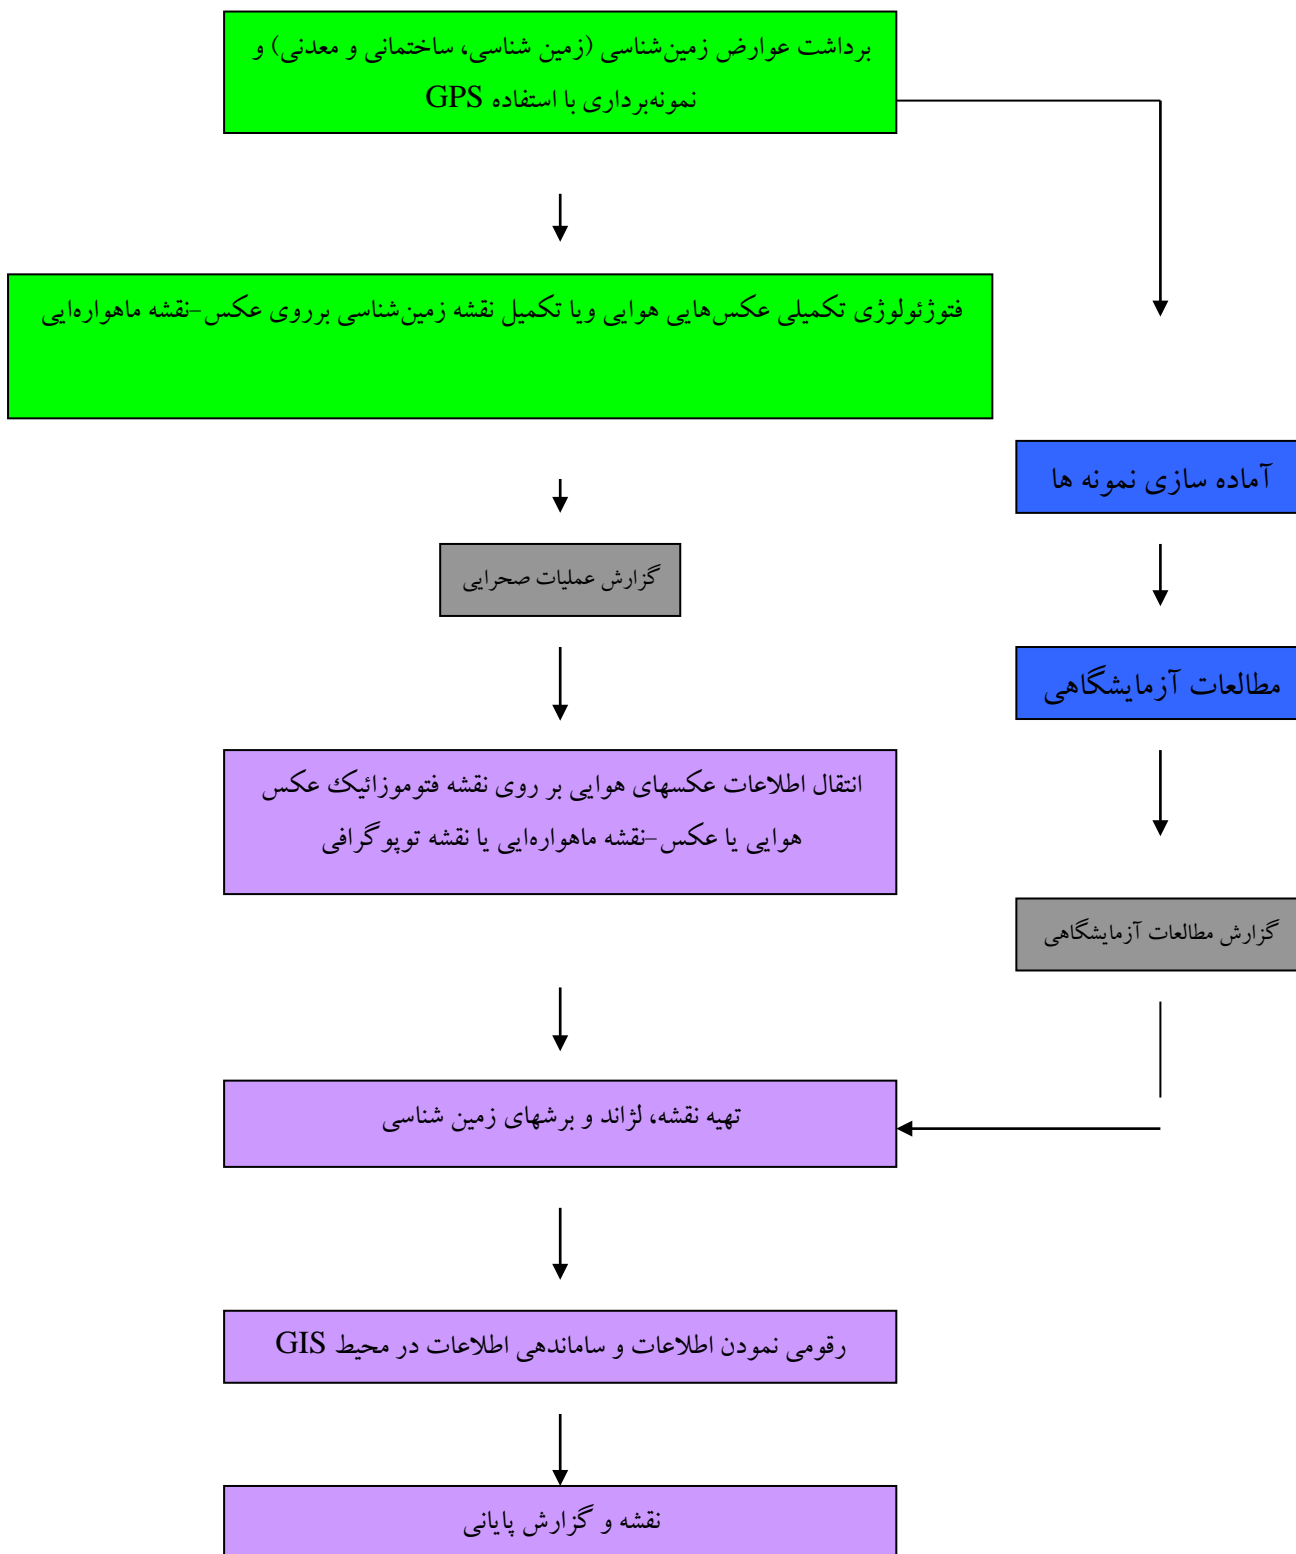 برداشت عوارض زمین‌شناسی (زمین شناسی، ساختمانی و معدنی) و
نمونه‌برداری با استفاده GPS
فتوژئولوژی تکمیلی عکس‌هایی هوایی ویا تکمیل نقشه زمین‌شناسی برروی عکس-نقشه ماهواره‌ایی
آماده سازی نمونه ها
گزارش عملیات صحرایی
مطالعات آزمایشگاهی
انتقال اطلاعات عکسهای هوایی بر روی نقشه فتوموزائیک عکس
هوایی یا عکس-نقشه ماهواره‌ایی یا نقشه توپوگرافی
گزارش مطالعات آزمایشگاهی
تهیه نقشه، لژاند و برشهای زمین شناسی
رقومی نمودن اطلاعات و ساماندهی اطلاعات در محیط GIS
نقشه و گزارش پایانی